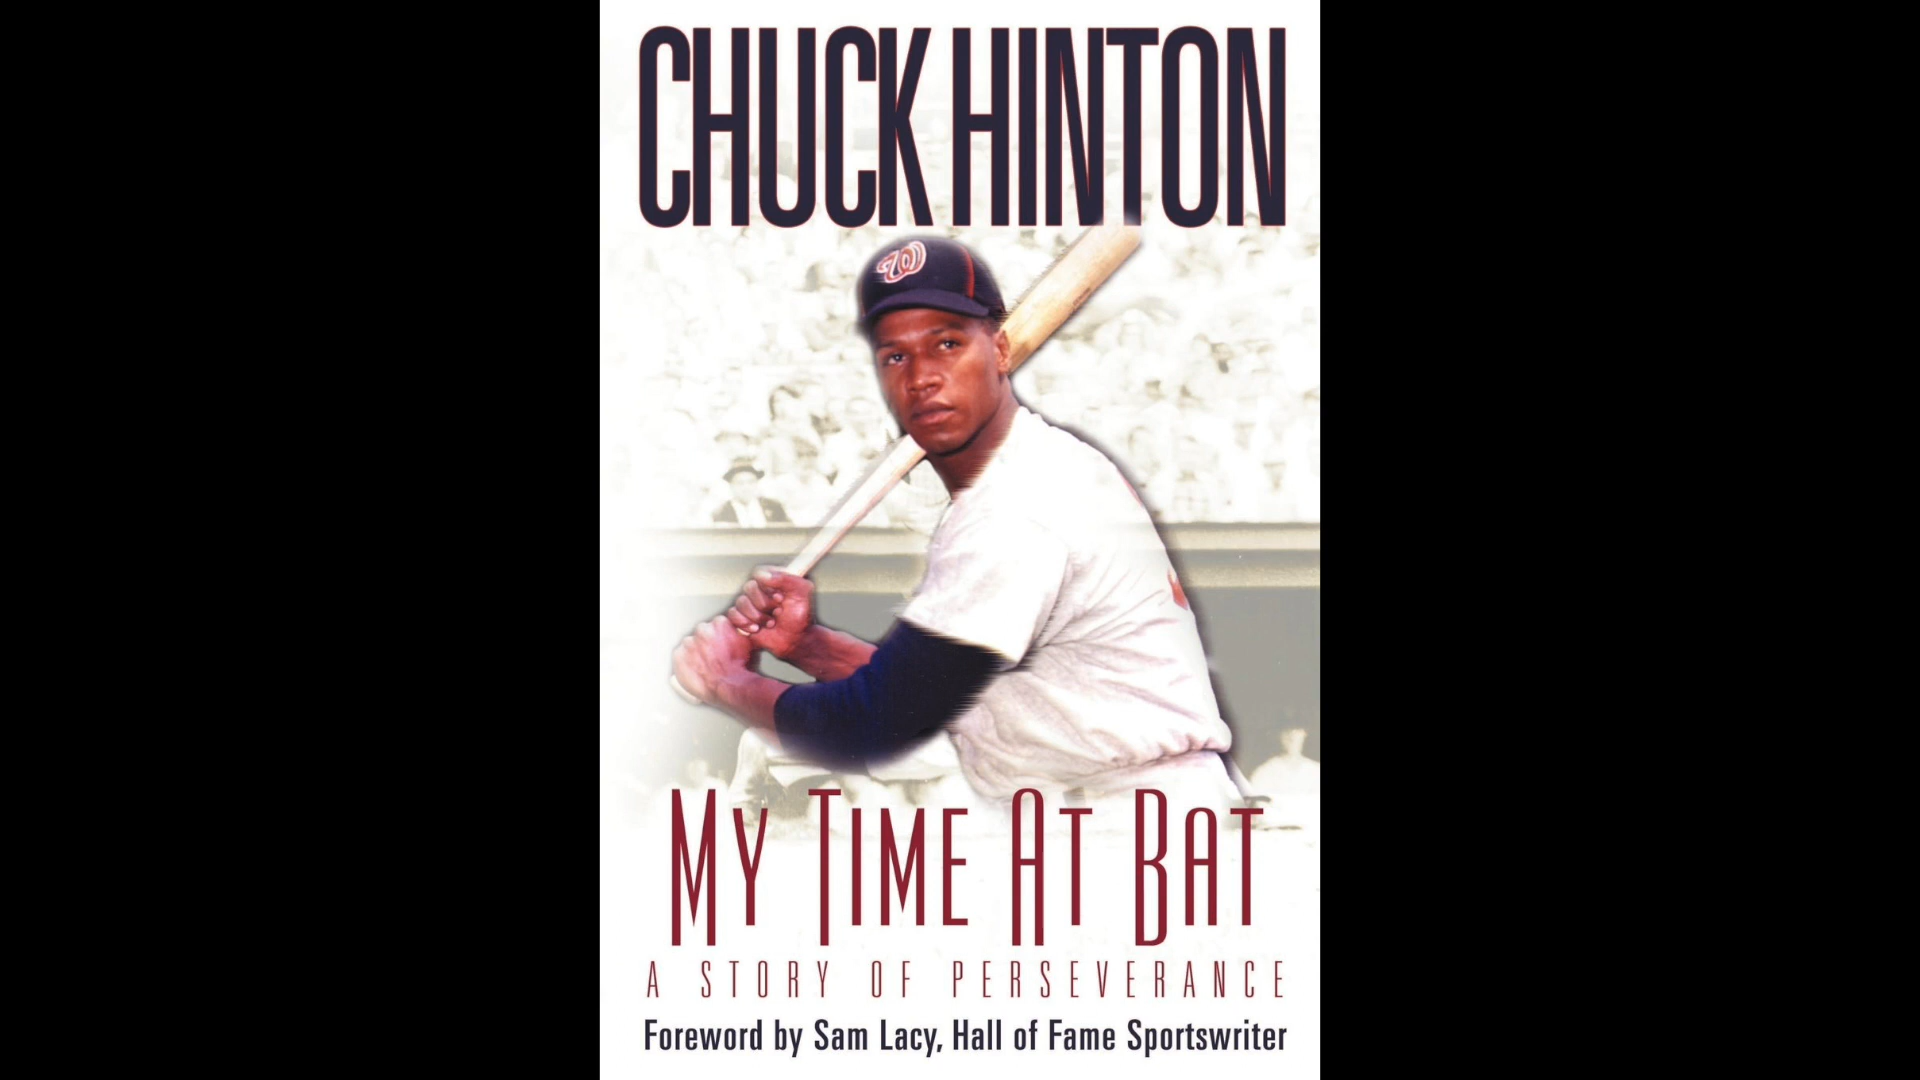 CHUCK HINTON
W
MY TIME AT BAT
A STORY OF PERSEVERANCE
Foreword by Sam Lacy, Hall of Fame Sportswriter